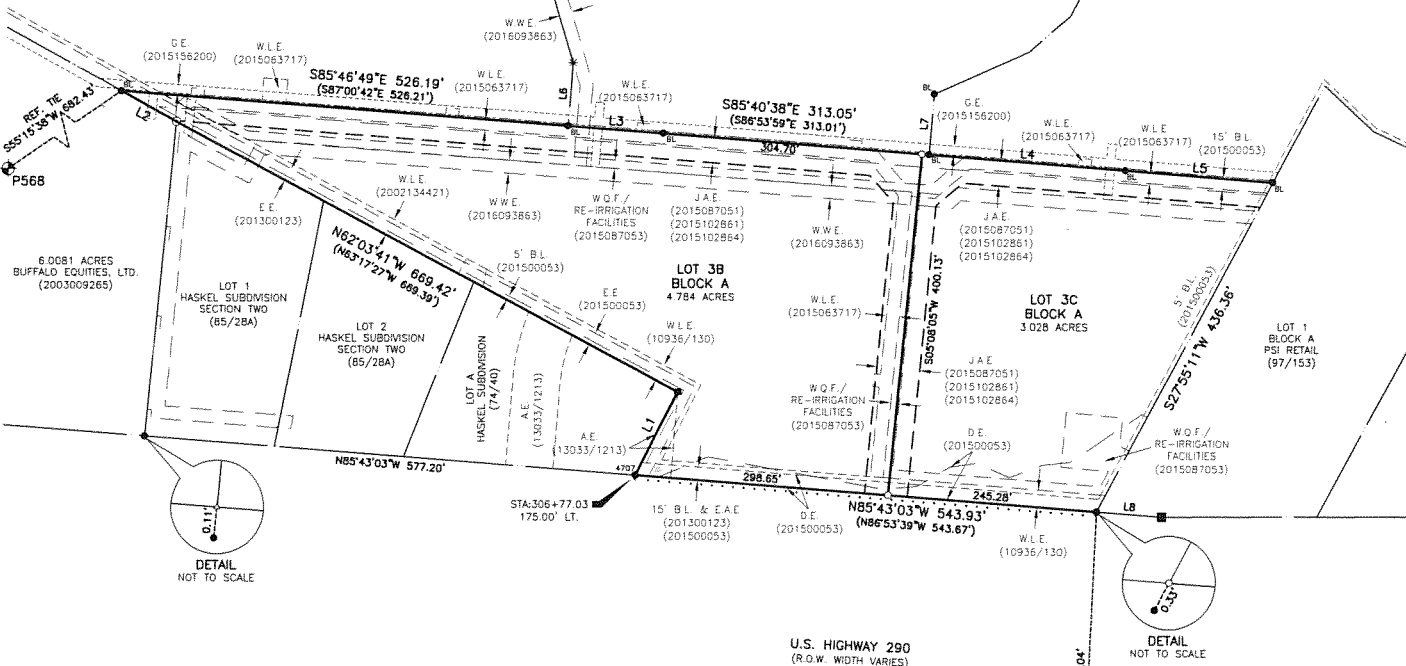 W.W.E.
(2016093863)
G.E.
(2015156200)
W.L.E.
(2015063717)
S85°46'49"E 526.19'
(S87°00'42"E 526.21')
W.L.E.
(2015063717)
L6
W.L.E.
(2015063717)
S85°40'38"E 313.05'
(S86°53'59"E 313.01')
BL
L7
G.E.
(2015156200)
W.L.E.
(2015063717)
W.L.E
(2015063717)
15' B.L.
(201500053)
REF. TIE
S55°15'38"W 682.43'
P568
BL
L2
BL
L3
BL
304.70'
BL
L4
BL
L5
BL
E.E.
(201300123)
W.L.E.
(2002134421)
W.W.E.
(2016093863)
W.Q.F./
RE-IRRIGATION
FACILITIES
(2015087053)
J.A.E.
(2015087051)
(2015102861)
(2015102864)
W.W.E.
(2016093863)
J.A.E.
(2015087051)
(2015102861)
(2015102864)
N62°03'41"W 669.42'
(N63°17'27"W 669.39')
5' B.L.
(201500053)
E.E
(201500053)
W.L.E.
(10936/130)
6.0081 ACRES
BUFFALO EQUITIES, LTD.
(2003009265)
LOT 1
HASKEL SUBDIVISION
SECTION TWO
(85/28A)
LOT 2
HASKEL SUBDIVISION
SECTION TWO
(85/28A)
LOT A
HASKEL SUBDIVISION
(74/40)
A.E.
(13033/1213)
A.E.
(13033/1213)
L1
LOT 3B
BLOCK A
4.784 ACRES
W.L.E.
(2015063717)
S05°08'05"W 400.13'
LOT 3C
BLOCK A
3.028 ACRES
5' B.L.
(201500053)
S27°55'11"W 436.36'
LOT 1
BLOCK A
PSI RETAIL
(97/153)
W.Q.F./
RE-IRRIGATION
FACILITIES
(2015087053)
J.A.E
(2015087051)
(2015102861)
(2015102864)
D.E.
(201500053)
W.Q.F./
RE-IRRIGATION
FACILITIES
(2015087053)
N85°43'03"W 577.20'
4707
STA:306+77.03
175.00' LT.
298.65'
15' B.L. & E.A.E
(201300123)
(201500053)
D.E.
(201500053)
245.28'
N85°43'03"W 543.93'
(N86°53'39"W 543.67')
W.L.E.
(10936/130)
L8
0.11'
DETAIL
NOT TO SCALE
0.33'
DETAIL
NOT TO SCALE
U.S. HIGHWAY 290
(R.O.W. WIDTH VARIES)
04'